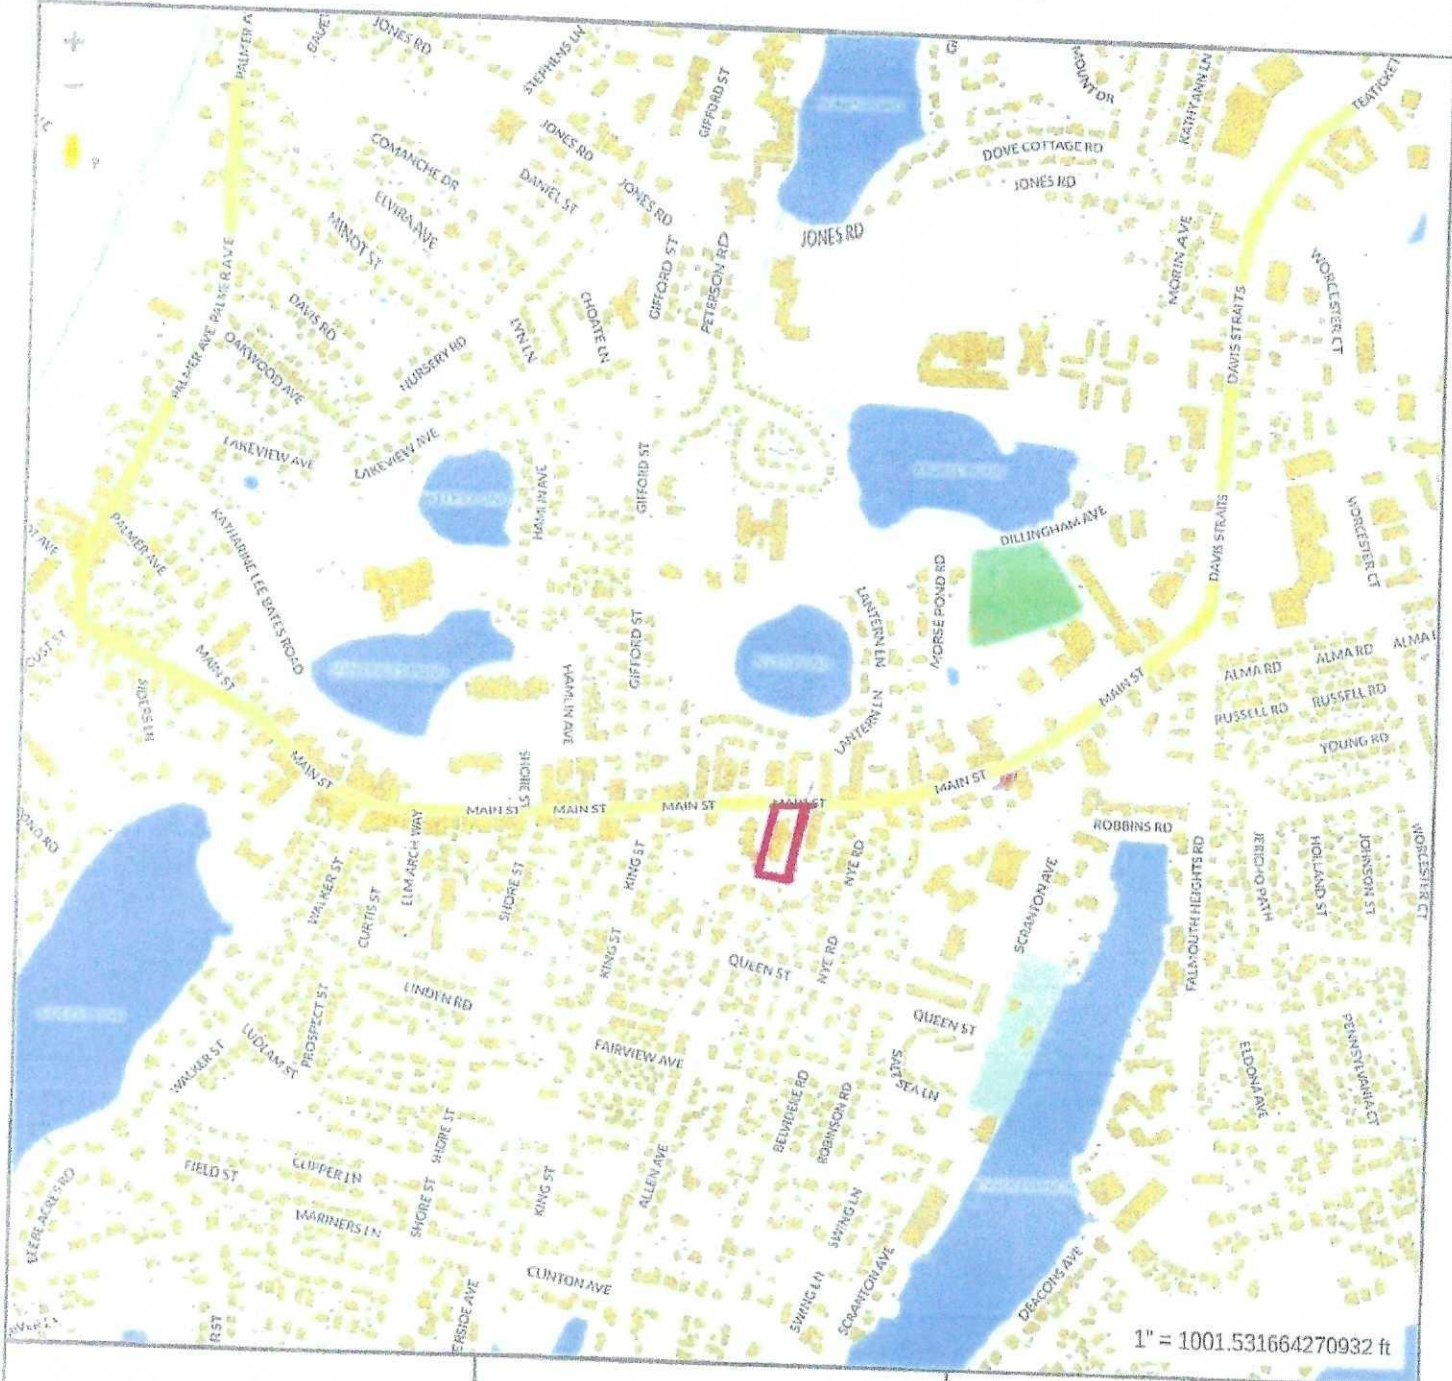 JONES RD
STEPHENS LN
GIFFORD ST
MOUNT DR
KATHYANN LN
TEATICKET
COMANCHE DR
JONES RD
DOVE COTTAGE RD
JONES RD
DANIEL ST
JONES RD
ELVIRA AVE
MINOT ST
JONES RD
GIFFORD ST
PETERSON RD
MORIN AVE
WORCESTER CT
PALMER AVE
PALMER AVE
DAVIS RD
OAKWOOD AVE
NURSERY RD
LYN LN
CHOATE LN
DAVIS STRAITS
LAKEVIEW AVE
LAKEVIEW AVE
HAMLIN AVE
GIFFORD ST
DILLINGHAM AVE
DAVIS STRAITS
WORCESTER CT
PALMER AVE
KATHARINE LEE BATES ROAD
LANTERN LN
MORSE POND RD
MAIN ST
SIDERS LN
HAMLIN AVE
GIFFORD ST
LANTERN LN
MAIN ST
ALMA RD
ALMA RD
RUSSELL RD
RUSSELL RD
YOUNG RD
MAIN ST
SHORE ST
MAIN ST
MAIN ST
MAIN ST
MAIN ST
MAIN ST
ROBBINS RD
WALKER ST
CURTIS ST
ELM ARCH WAY
SHORE ST
KING ST
NYE RD
SCRANTON AVE
FALMOUTH HEIGHTS RD
JERICHO PATH
HOLLAND ST
JOHNSON ST
WORCESTER CT
KING ST
QUEEN ST
NYE RD
LINDEN RD
PROSPECT ST
QUEEN ST
WALKER ST
LUDLAM ST
FAIRVIEW AVE
SALT
SEA LN
ELDONA AVE
PENNSYLVANIA CT
BELVIDERE RD
ROBINSON RD
SHORE ST
FIELD ST
CLIPPER LN
MARINERS LN
SHORE ST
KING ST
ALLEN AVE
SWING LN
CLINTON AVE
SWING LN
SCRANTON AVE
DEACONS AVE
1" = 1001.531664270932 ft